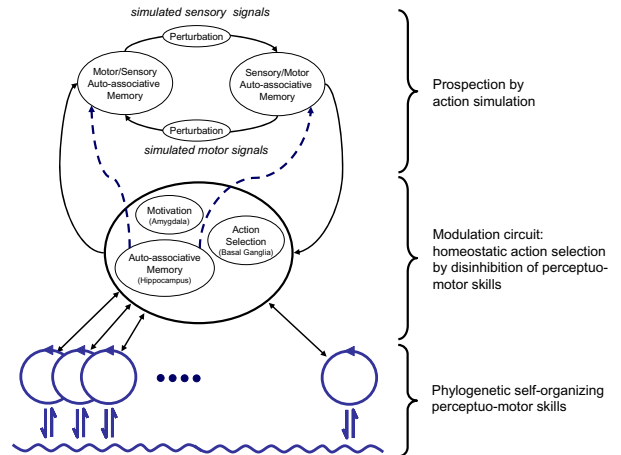 simulated sensory signals
Perturbation
Motor/Sensory
Auto-associative
Memory
Sensory/Motor
Auto-associative
Memory
Perturbation
simulated motor signals
Prospection by
action simulation
Motivation
(Amygdala)
Action
Selection
(Basal Ganglia)
Auto-associative
Memory
(Hippocampus)
Modulation circuit:
homeostatic action selection
by disinhibition of perceptuo-
motor skills
Phylogenetic self-organizing
perceptuo-motor skills